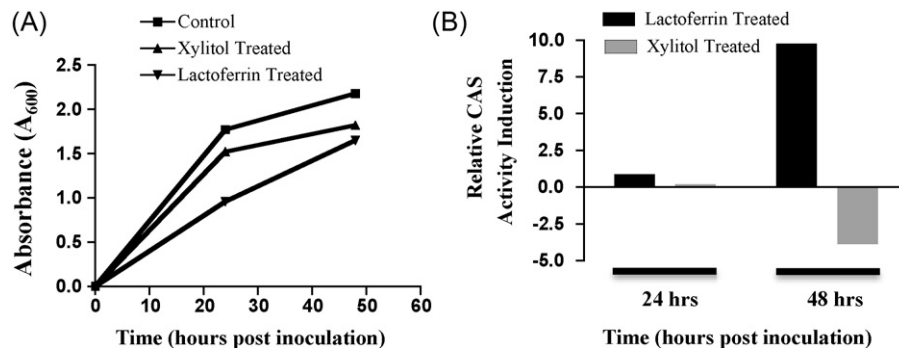 (A)
Control
Xylitol Treated
Lactoferrin Treated
2.5
2.0
1.5
1.0
0.5
0.0
Absorbance (A600)
0 10 20 30 40 50 60
Time (hours post inoculation)
(B)
Lactoferrin Treated
Xylitol Treated
10.0
7.5
5.0
2.5
0.0
-2.5
-5.0
Relative CAS
Activity Induction
24 hrs 48 hrs
Time (hours post inoculation)